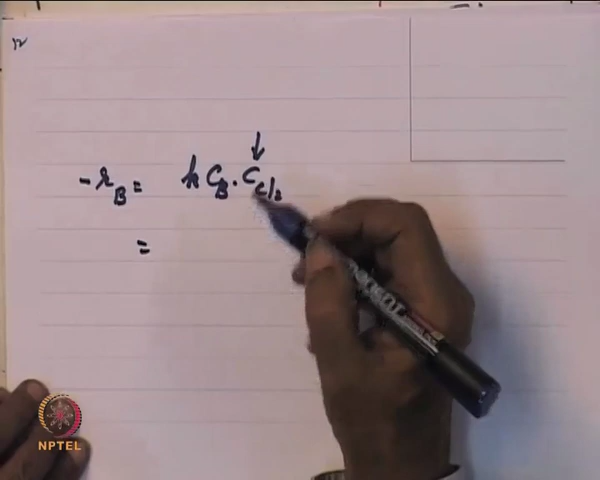 12
-r_B = k C_B . C_Cl2
=
NPTEL